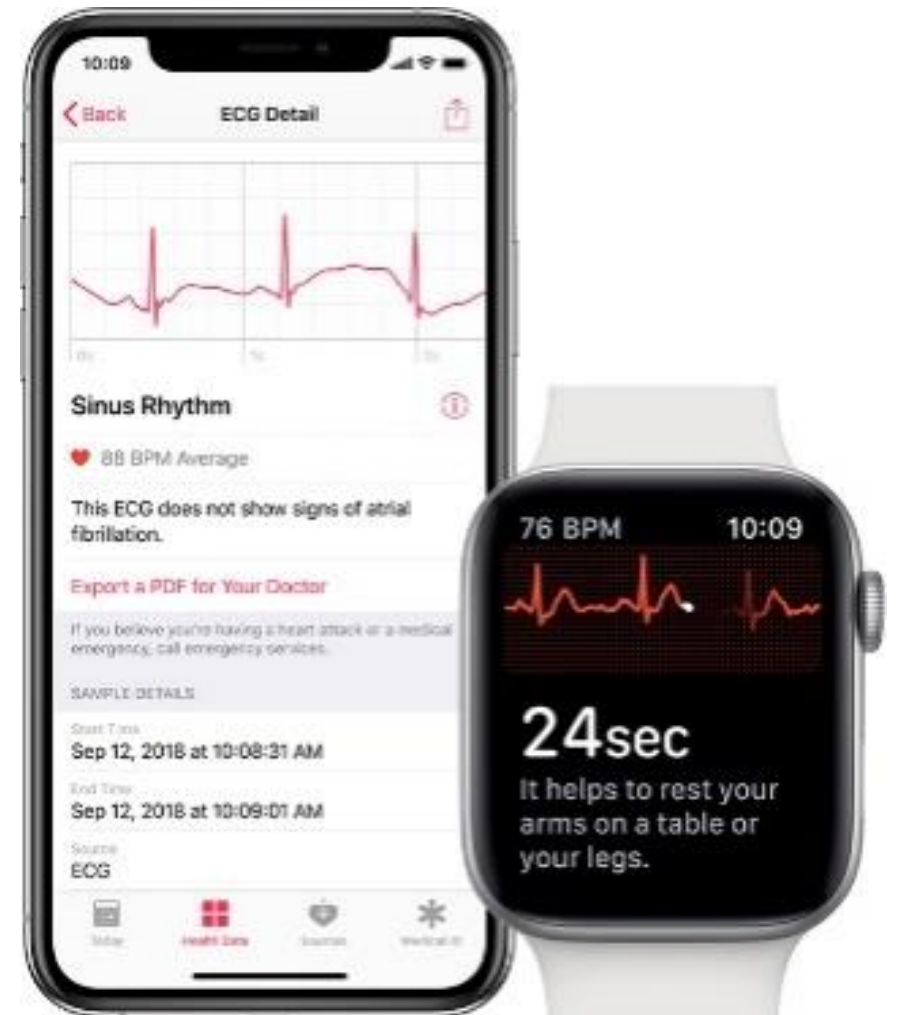 10:09
Back
ECG Detail
0s
1s
2s
Sinus Rhythm
88 BPM Average
This ECG does not show signs of atrial
fibrillation.
Export a PDF for Your Doctor
If you believe you're having a heart attack or a medical
emergency, call emergency services.
SAMPLE DETAILS
Start Time
Sep 12, 2018 at 10:08:31 AM
End Time
Sep 12, 2018 at 10:09:01 AM
Source
ECG
Today
Health Data
Sources
Medical ID
76 BPM
10:09
24sec
It helps to rest your
arms on a table or
your legs.